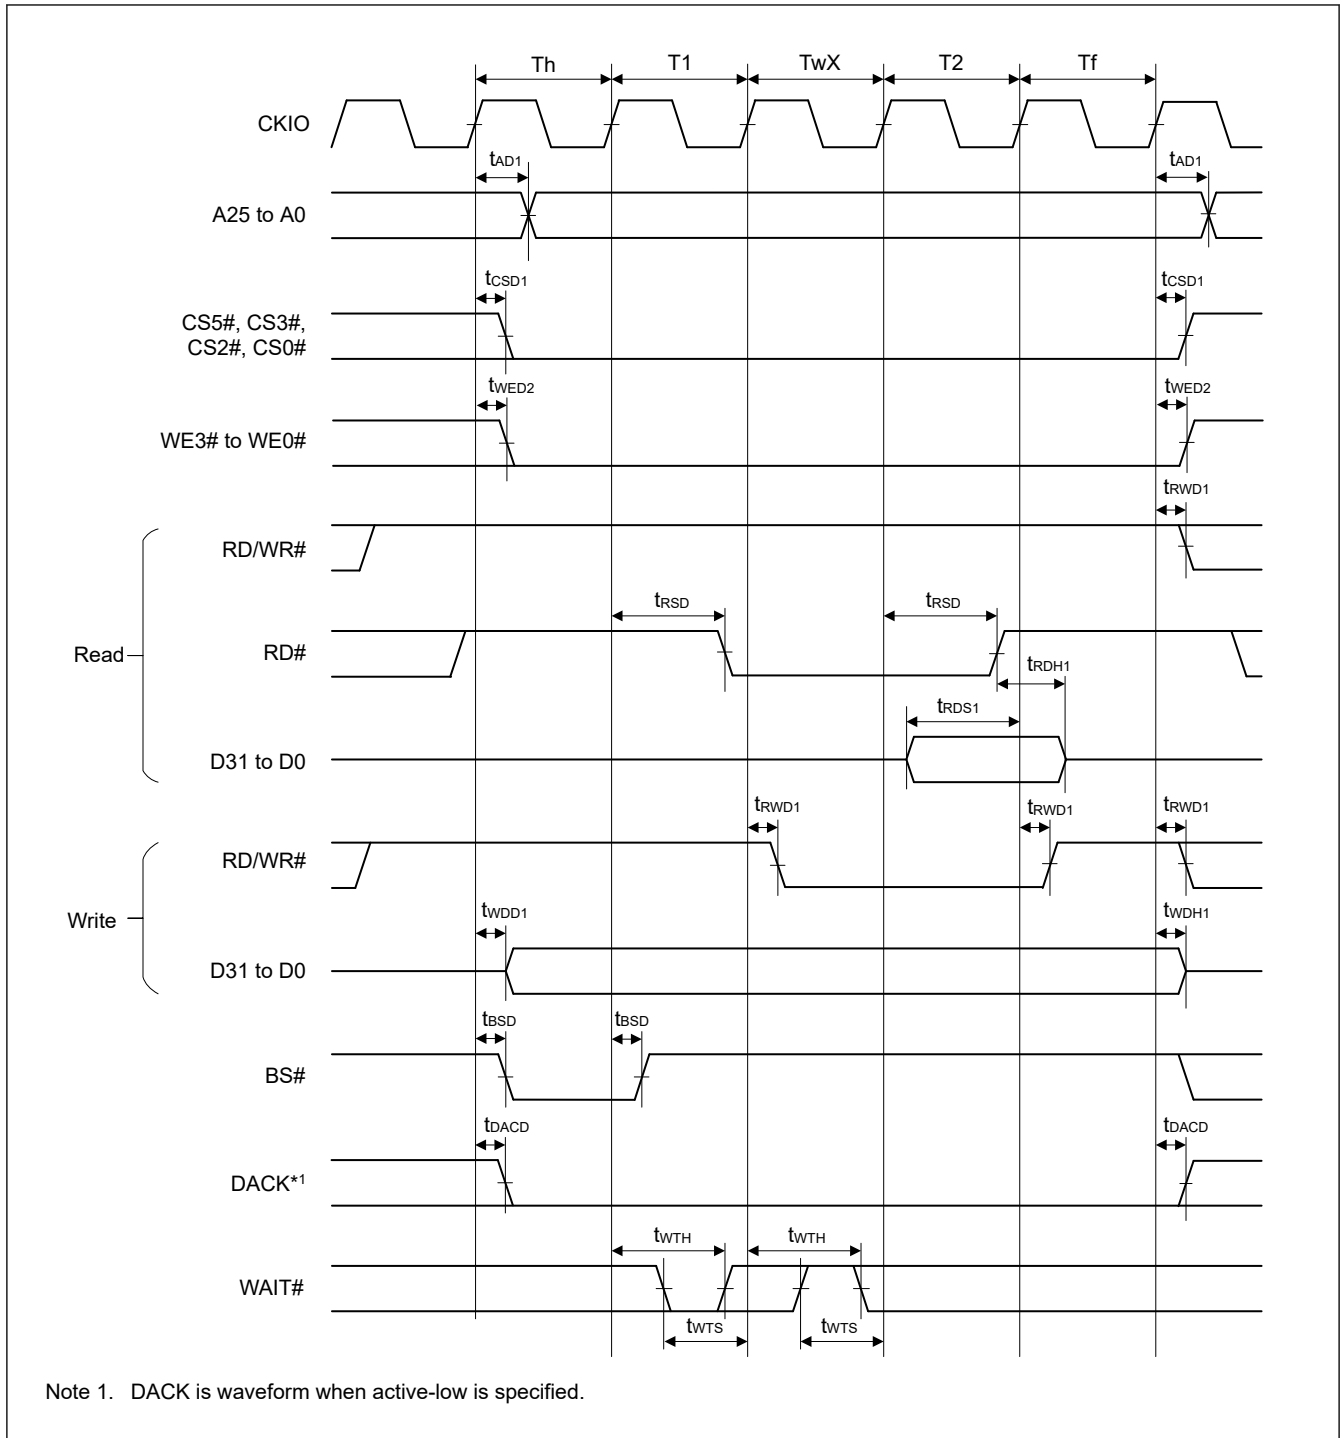 Th T1 TwX T2 Tf
CKIO
tAD1 tAD1
A25 to A0
tCSD1 tCSD1
CS5#, CS3#,
CS2#, CS0#
tWED2 tWED2
WE3# to WE0#
tRWD1
RD/WR#
tRSD tRSD
Read
RD#
tRDH1
tRDS1
D31 to D0
tRWD1 tRWD1 tRWD1
RD/WR#
Write
tWDD1 tWDH1
D31 to D0
tBSD tBSD
BS#
tDACD tDACD
DACK*1
tWTH tWTH
WAIT#
tWTS tWTS
Note 1. DACK is waveform when active-low is specified.